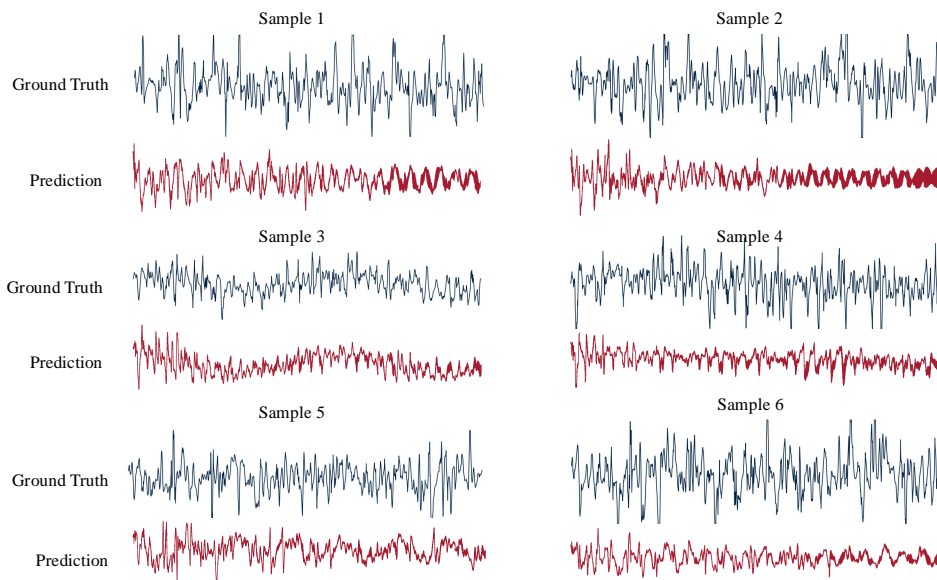 Sample 1
Sample 2
Ground Truth
Prediction
Prediction
Ground Truth
Sample 3
Sample 4
Ground Truth
Ground Truth
Prediction
Prediction
Sample 5
Sample 6
Ground Truth
Ground Truth
Prediction
Prediction